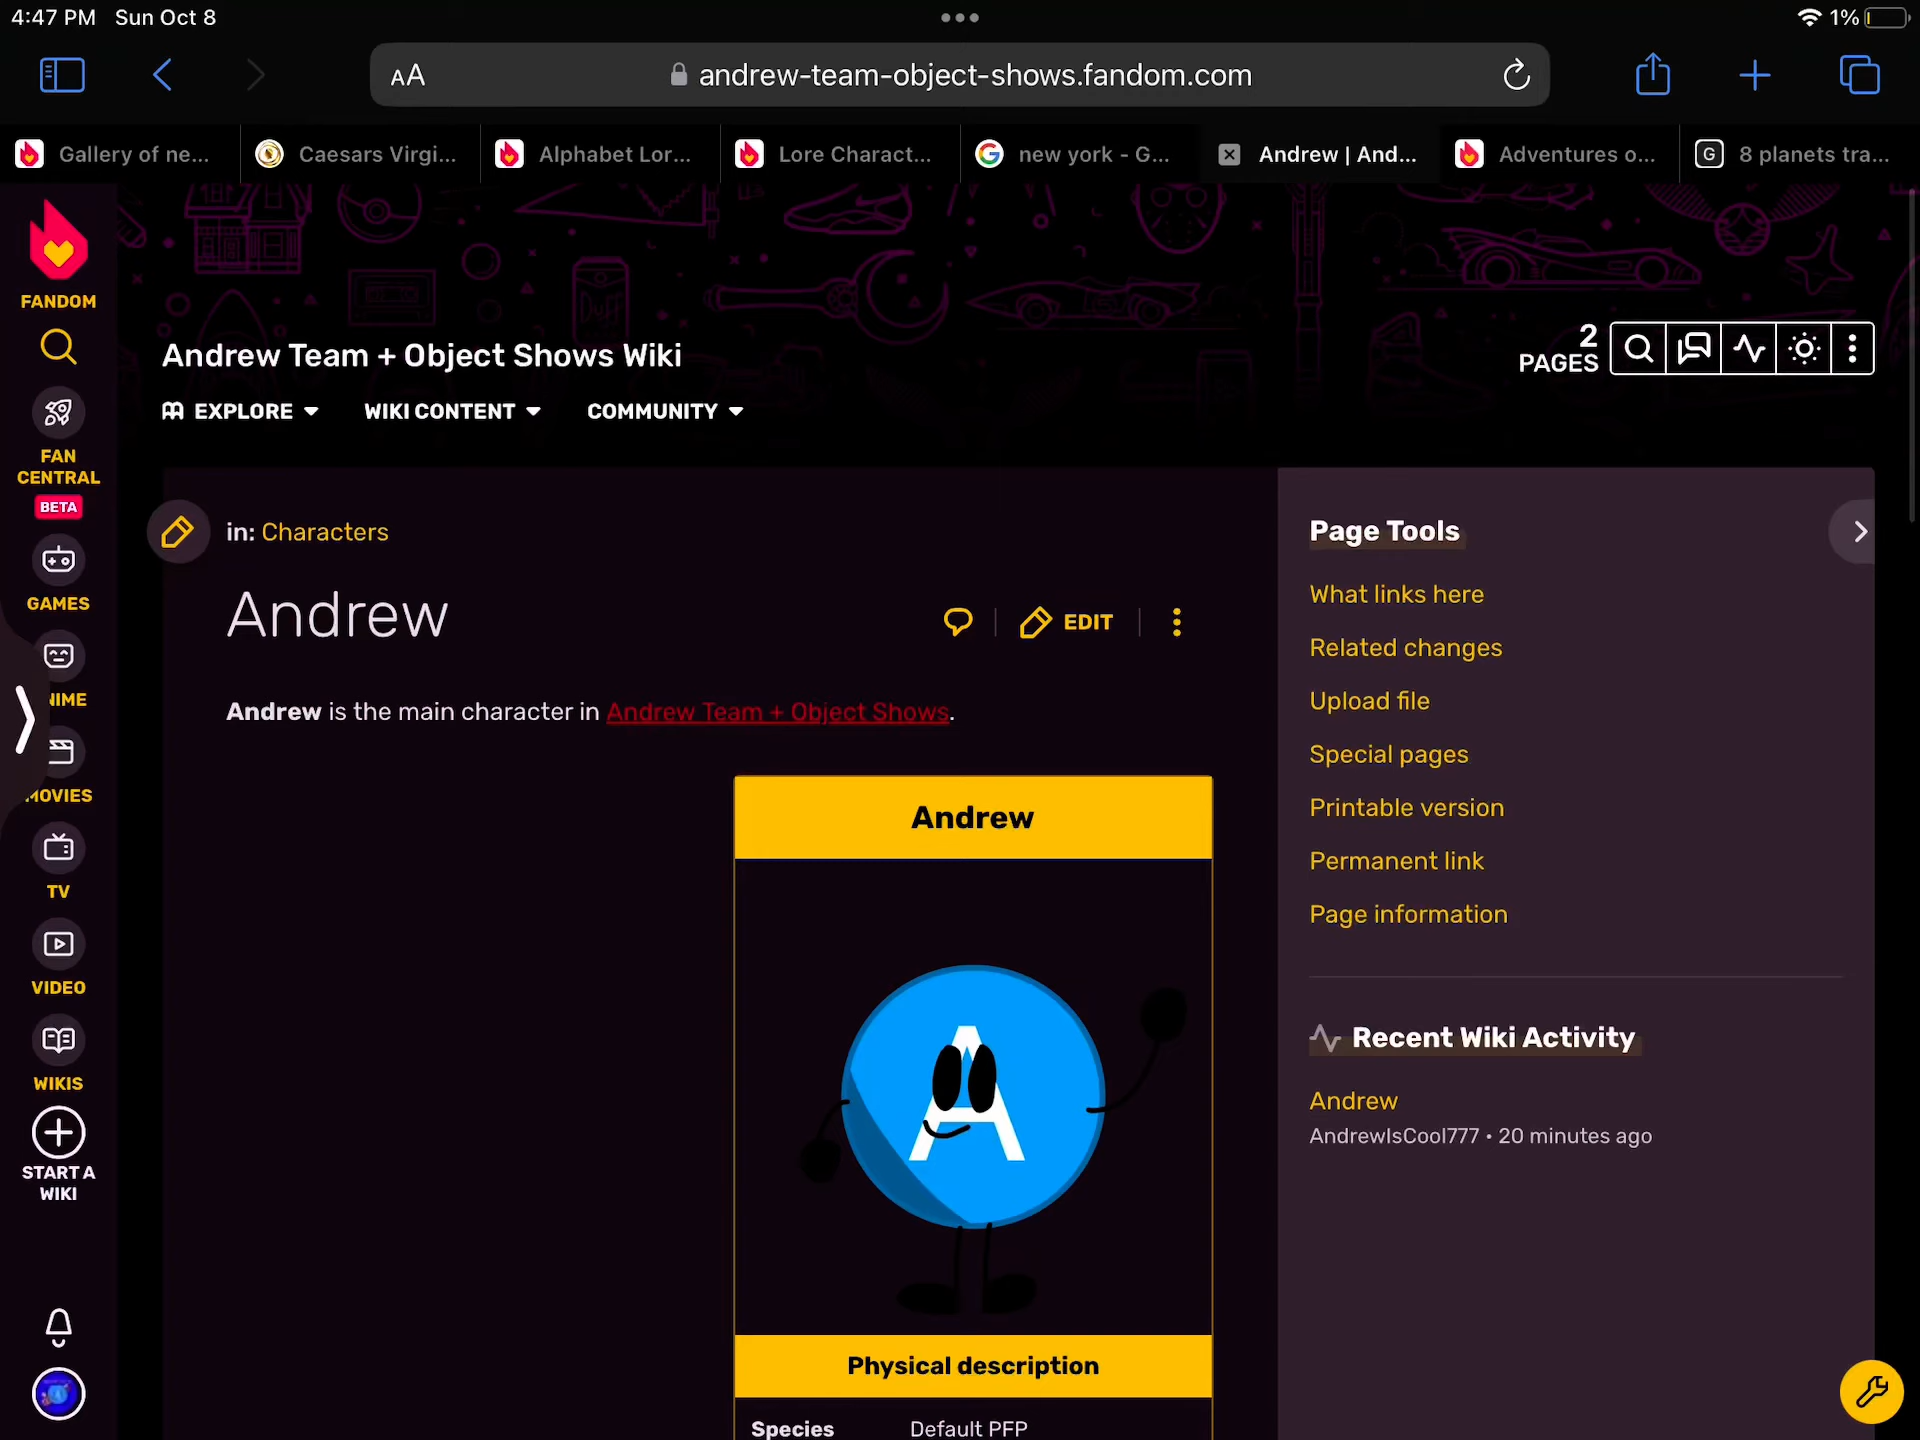 4:47 PM Sun Oct 8
1%
AA
andrew-team-object-shows.fandom.com
Gallery of ne...
Caesars Virgi...
Alphabet Lor...
Lore Charact...
new york - G...
Andrew | And...
Adventures o...
G
8 planets tra...
FANDOM
FAN
CENTRAL
BETA
GAMES
NIME
MOVIES
TV
VIDEO
WIKIS
START A
WIKI
Duff
Andrew Team + Object Shows Wiki
2
PAGES
EXPLORE
WIKI CONTENT
COMMUNITY
in: Characters
Andrew
EDIT
Andrew is the main character in Andrew Team + Object Shows.
Andrew
A
Physical description
Species Default PFP
Page Tools
What links here
Related changes
Upload file
Special pages
Printable version
Permanent link
Page information
Recent Wiki Activity
Andrew
AndrewIsCool777 • 20 minutes ago